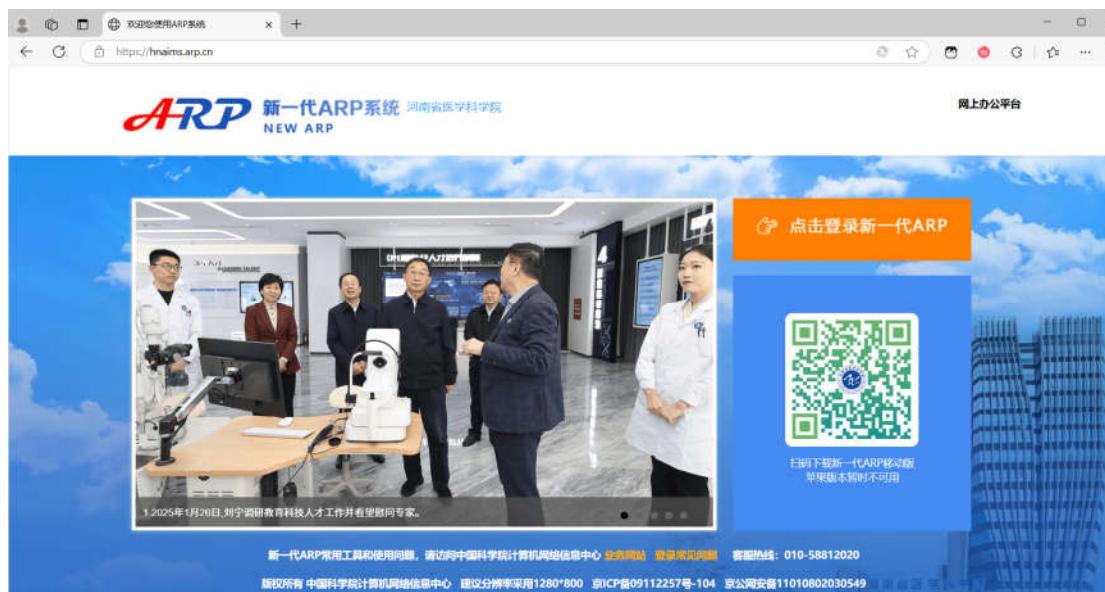 欢迎您使用ARP系统
https://hnaims.arp.cn
ARP 新一代ARP系统 河南省医学科学院
NEW ARP
网上办公平台
点击登录新一代ARP
扫码下载新一代ARP移动版
苹果版本暂时不可用
1.2025年1月26日,刘宁调研教育科技人才工作并看望慰问专家。
新一代ARP常用工具和使用问题，请访问中国科学院计算机网络信息中心 业务网站 登录常见问题 客服热线：010-58812020
版权所有 中国科学院计算机网络信息中心 建议分辨率采用1280*800 京ICP备09112257号-104 京公网安备11010802030549